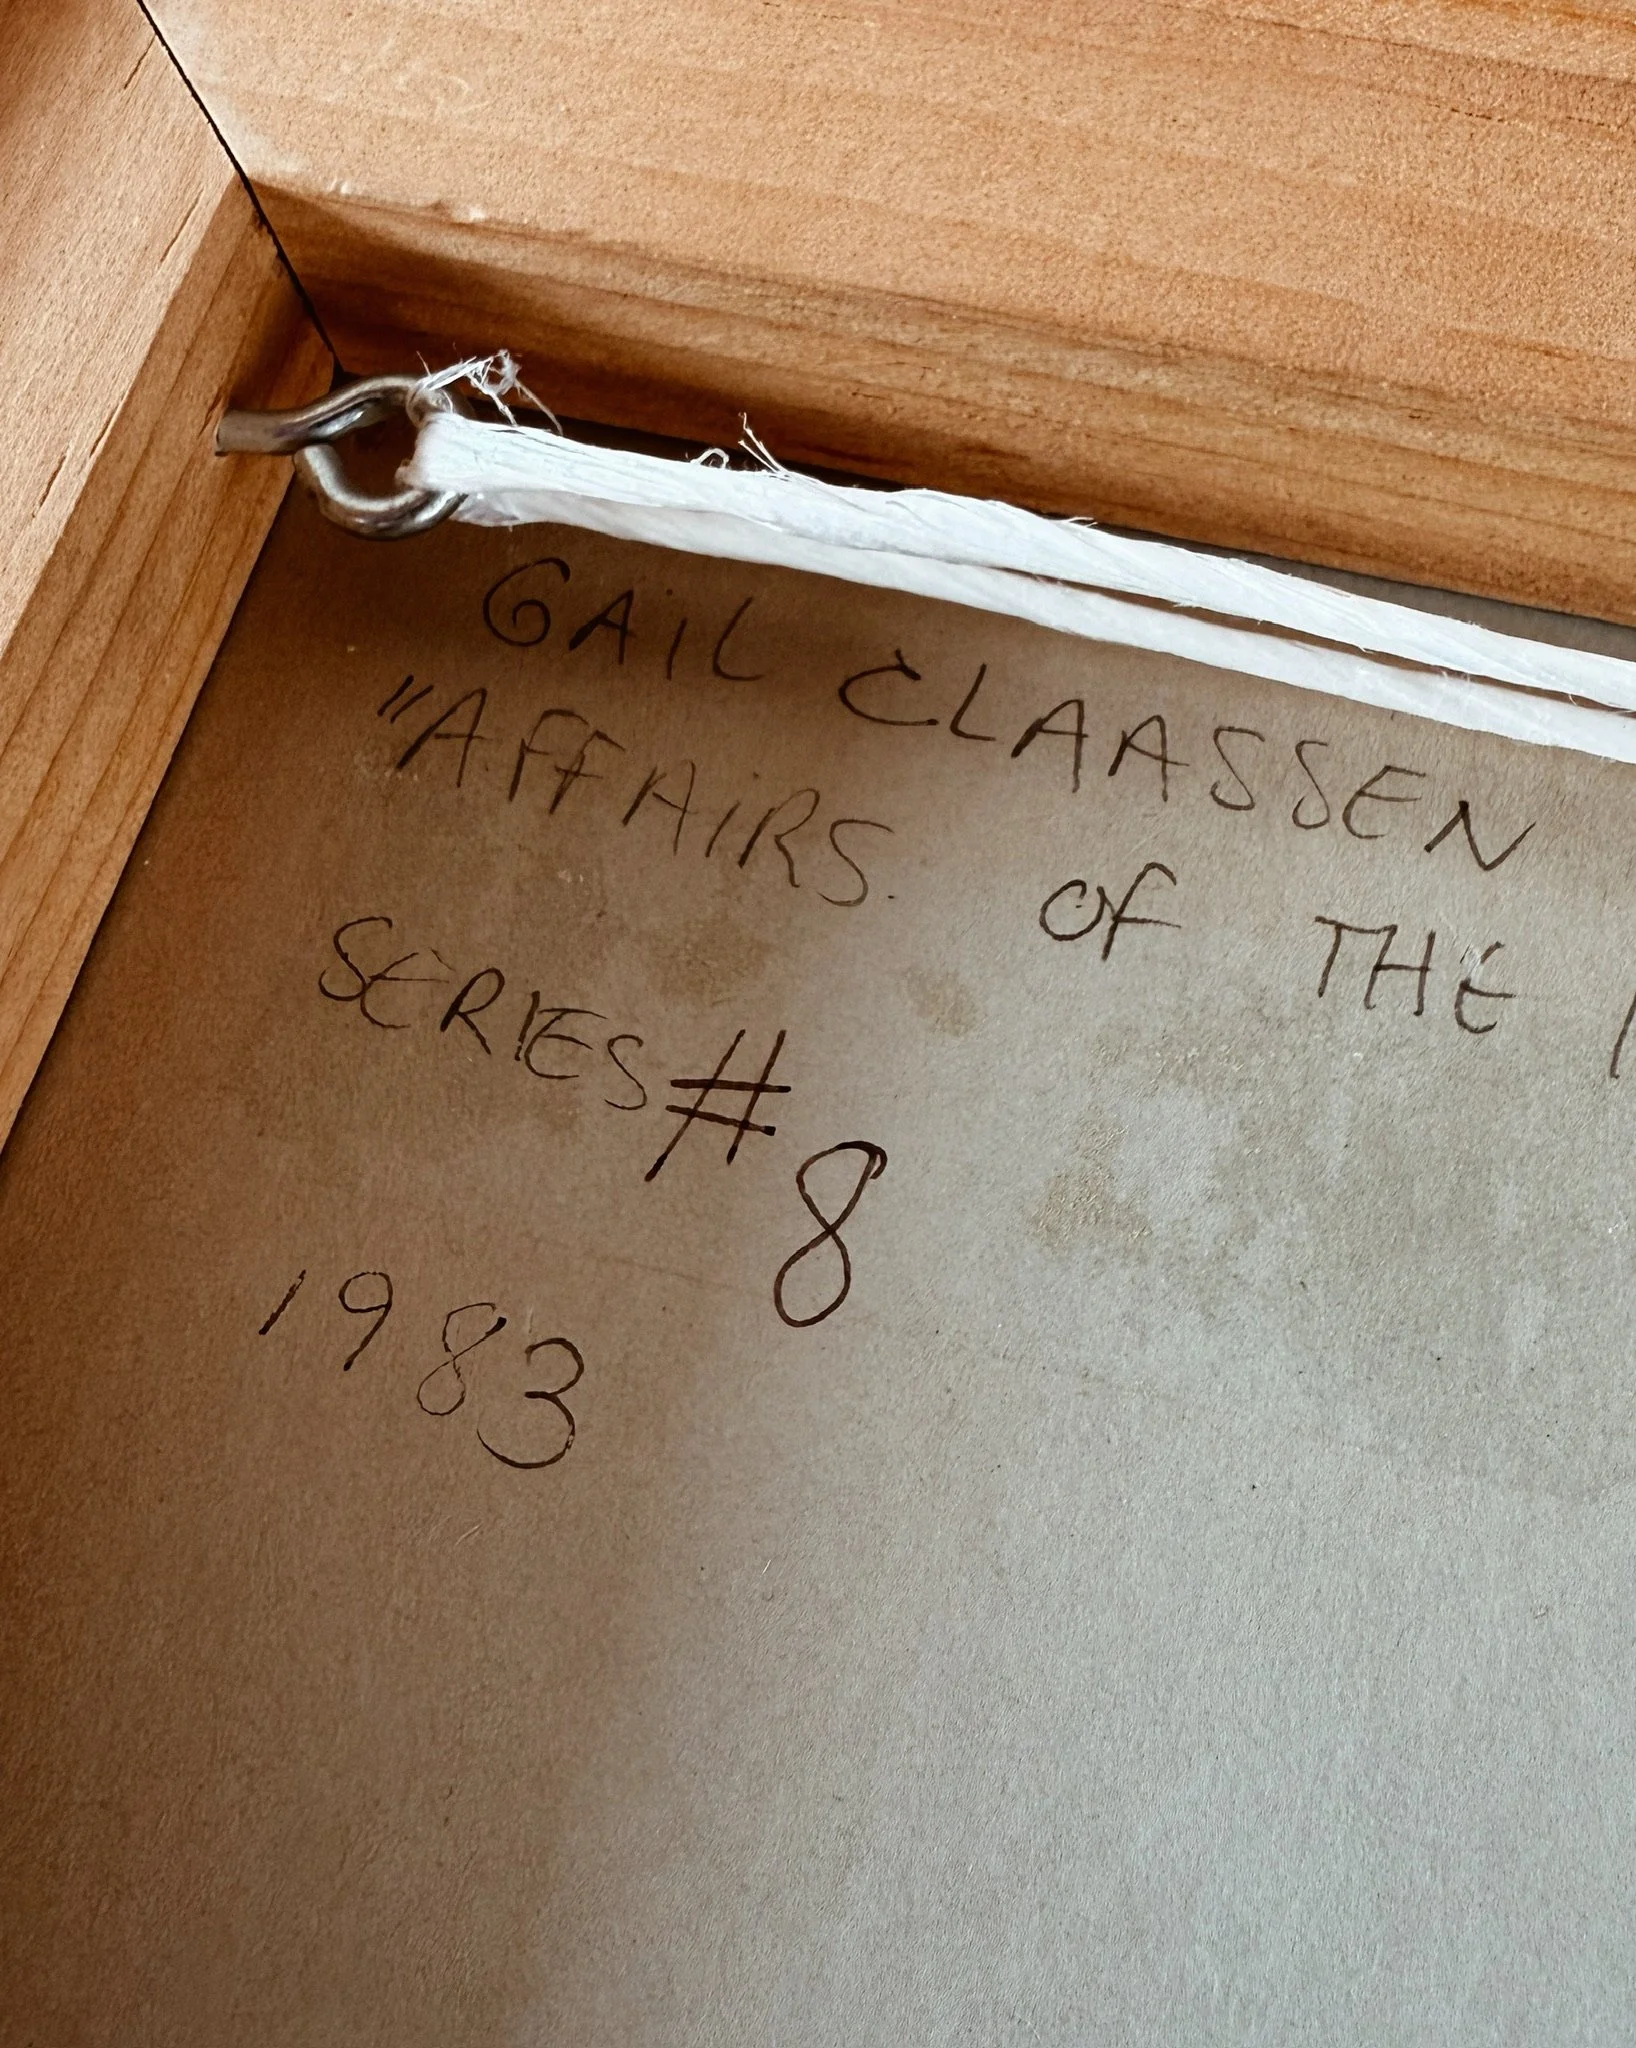 GAiL CLAASSEN
"AFFAiRS. Of THE
SERIES #8
1983